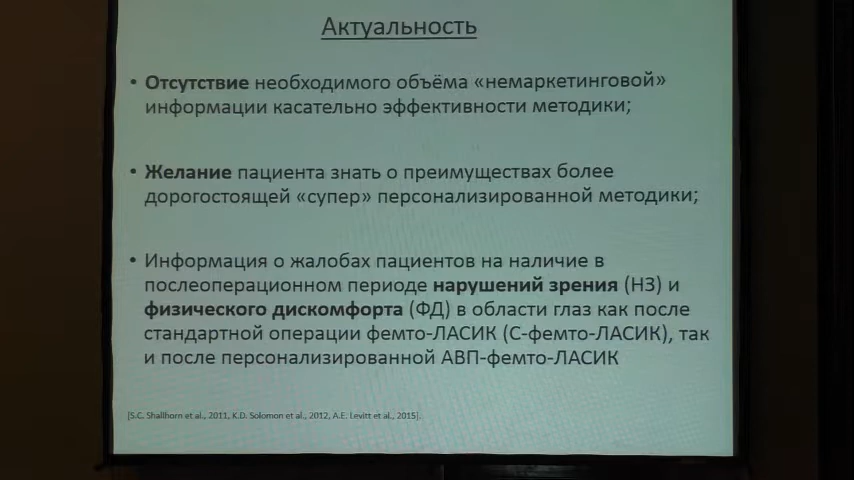 Актуальность
• Отсутствие необходимого объёма «немаркетинговой»
информации касательно эффективности методики;
• Желание пациента знать о преимуществах более
дорогостоящей «супер» персонализированной методики;
• Информация о жалобах пациентов на наличие в
послеоперационном периоде нарушений зрения (НЗ) и
физического дискомфорта (ФД) в области глаз как после
стандартной операции фемто-ЛАСИК (С-фемто-ЛАСИК), так
и после персонализированной АВП-фемто-ЛАСИК
[S.C. Shallhorn et al., 2011, K.D. Solomon et al., 2012, A.E. Levitt et al., 2015].